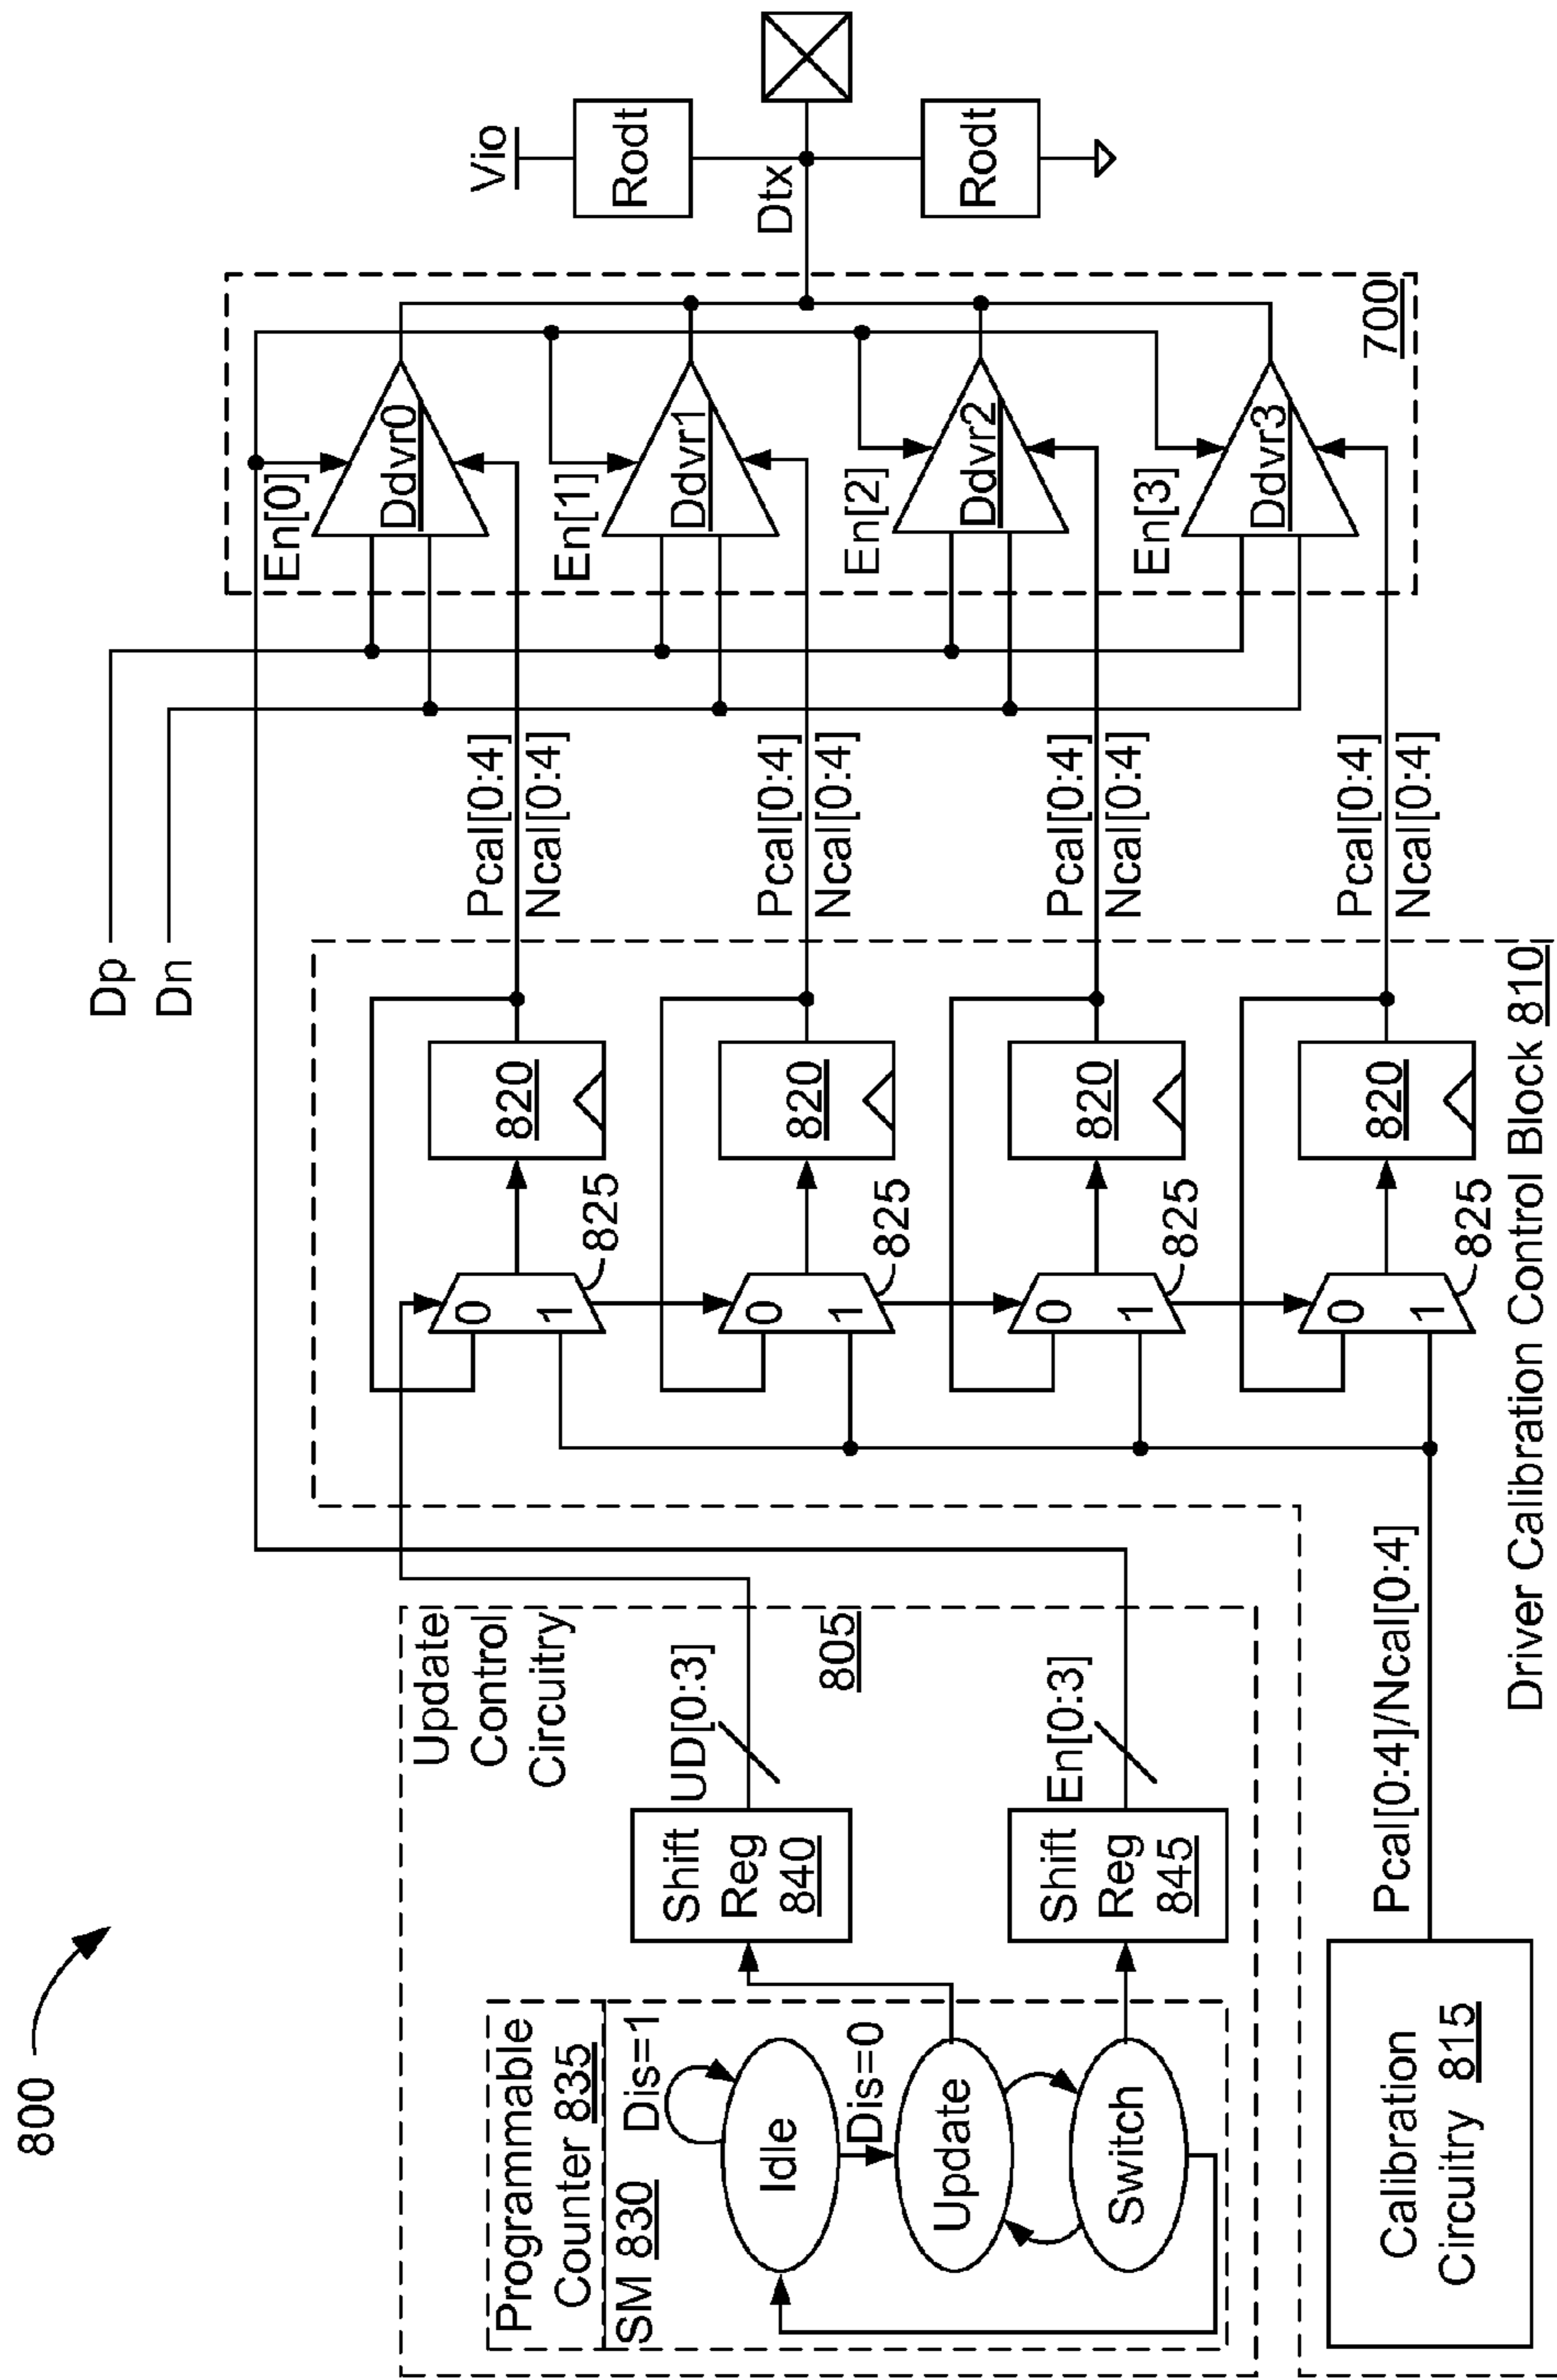 800
Dp
Dn
Vio
Rodt
Dtx
Rodt
En[0]
Ddvr0
En[1]
Ddvr1
En[2]
Ddvr2
En[3]
Ddvr3
700
Pcal[0:4]
Ncal[0:4]
Pcal[0:4]
Ncal[0:4]
Pcal[0:4]
Ncal[0:4]
Pcal[0:4]
Ncal[0:4]
0
1
825
820
0
1
825
820
0
1
825
820
0
1
825
820
Driver Calibration Control Block 810
Update
Control
Circuitry
805
Programmable
Counter 835
SM 830
Dis=1
Idle
Dis=0
Update
Switch
Shift
Reg
840
UD[0:3]
Shift
Reg
845
En[0:3]
Calibration
Circuitry 815
Pcal[0:4]/Ncal[0:4]